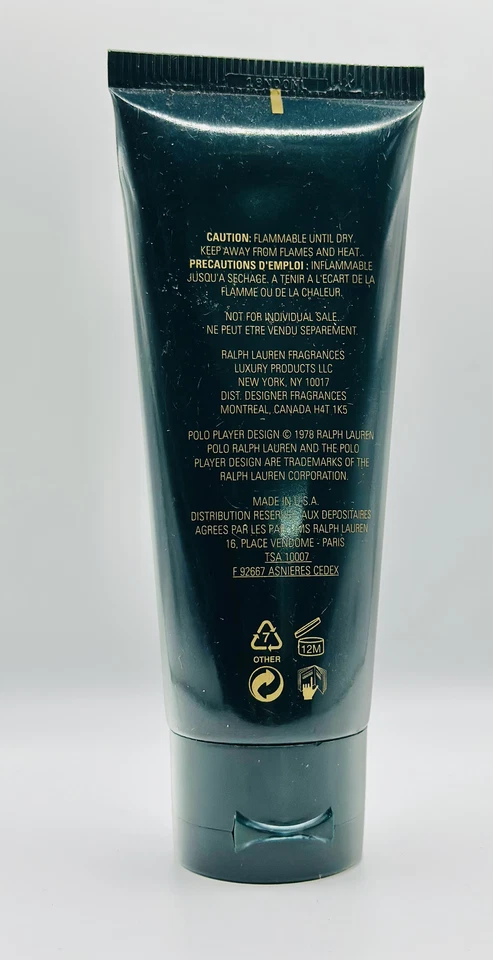 CAUTION: FLAMMABLE UNTIL DRY.
KEEP AWAY FROM FLAMES AND HEAT.
PRECAUTIONS D'EMPLOI : INFLAMMABLE
JUSQU'A SECHAGE. A TENIR A L'ECART DE LA
FLAMME OU DE LA CHALEUR.
NOT FOR INDIVIDUAL SALE.
NE PEUT ETRE VENDU SEPAREMENT.
RALPH LAUREN FRAGRANCES
LUXURY PRODUCTS LLC
NEW YORK, NY 10017
DIST. DESIGNER FRAGRANCES
MONTREAL, CANADA H4T 1K5
POLO PLAYER DESIGN © 1978 RALPH LAUREN
POLO RALPH LAUREN AND THE POLO
PLAYER DESIGN ARE TRADEMARKS OF THE
RALPH LAUREN CORPORATION.
MADE IN U.S.A.
DISTRIBUTION RESERVEE AUX DEPOSITAIRES
AGREES PAR LES PARFUMS RALPH LAUREN
16, PLACE VENDOME - PARIS
TSA 10007
F 92667 ASNIERES CEDEX
7 12M
OTHER